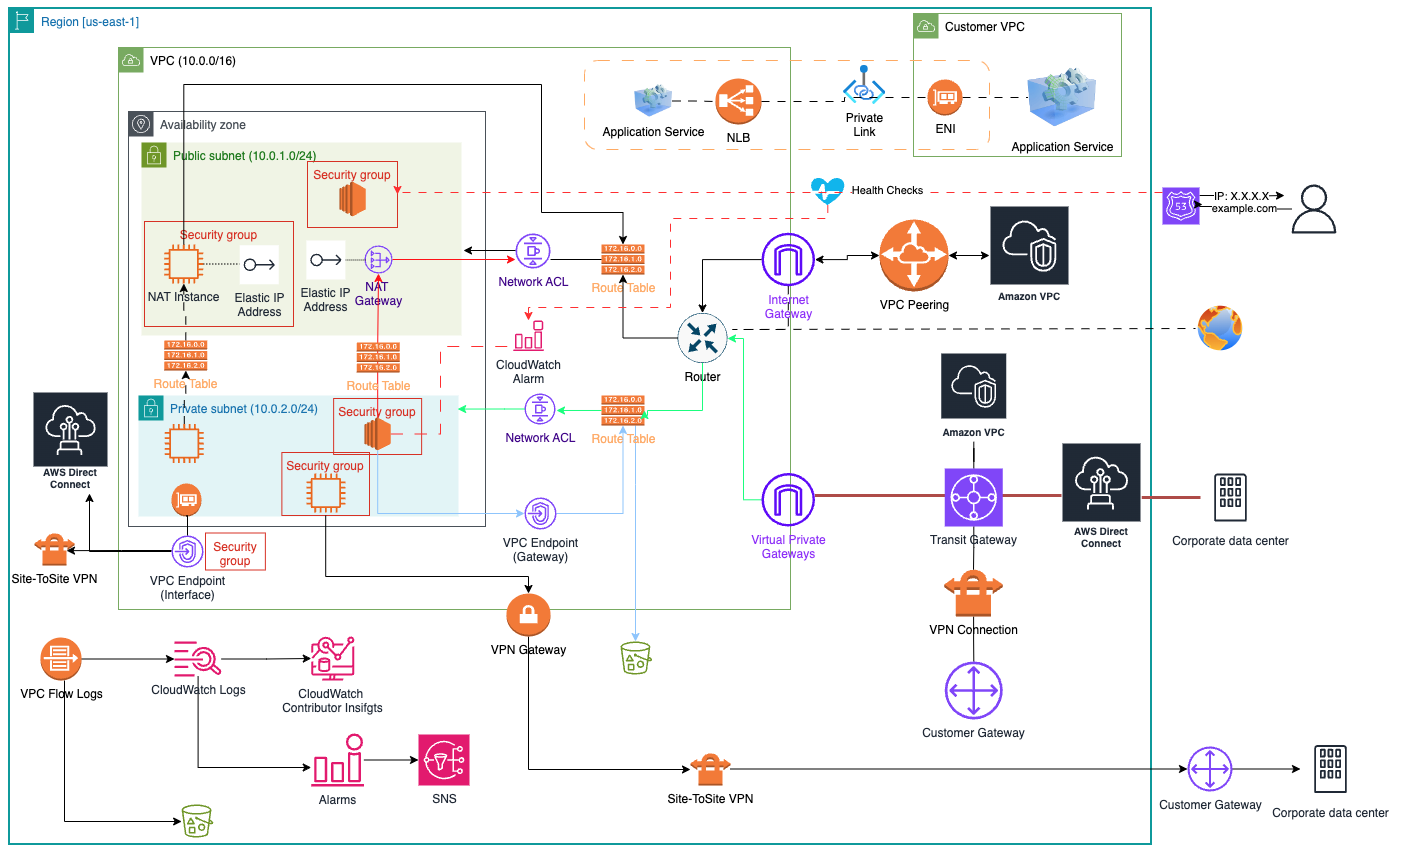 Region [us-east-1]
Customer VPC
VPC (10.0.0/16)
Application Service
NLB
Private
Link
ENI
Application Service
Availability zone
Public subnet (10.0.1.0/24)
Security group
Health Checks
53
IP: X.X.X.X
example.com
Security group
NAT Instance
Elastic IP
Address
Elastic IP
Address
NAT
Gateway
Network ACL
172.16.0.0
172.16.1.0
172.16.2.0
Route Table
Internet
Gateway
VPC Peering
Amazon VPC
172.16.0.0
172.16.1.0
172.16.2.0
Route Table
172.16.0.0
172.16.1.0
172.16.2.0
Route Table
CloudWatch
Alarm
Router
Private subnet (10.0.2.0/24)
Security group
Network ACL
172.16.0.0
172.16.1.0
172.16.2.0
Route Table
Amazon VPC
AWS Direct
Connect
Security group
VPC Endpoint
(Gateway)
Virtual Private
Gateways
Transit Gateway
AWS Direct
Connect
Corporate data center
Site-ToSite VPN
Security
group
VPC Endpoint
(Interface)
VPN Gateway
VPN Connection
VPC Flow Logs
CloudWatch Logs
CloudWatch
Contributor Insifgts
Customer Gateway
Alarms
SNS
Site-ToSite VPN
Customer Gateway
Corporate data center